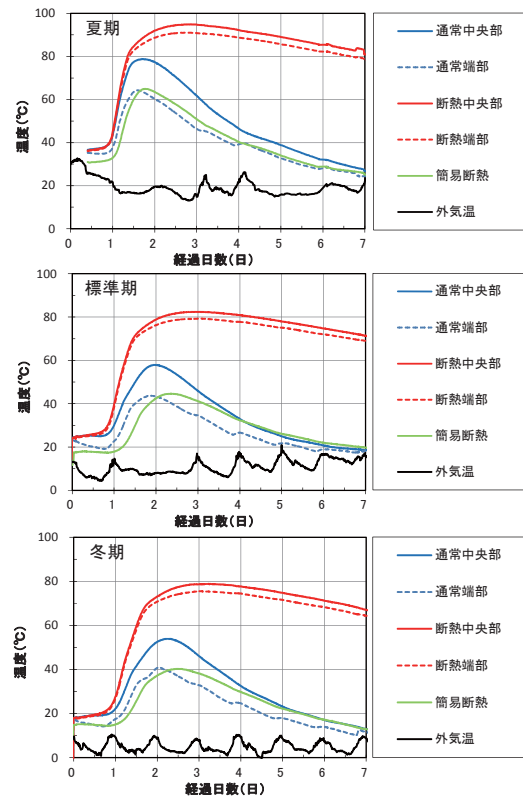 夏期
100
80
60
40
20
0
温度(℃)
0 1 2 3 4 5 6 7
経過日数(日)
通常中央部
通常端部
断熱中央部
断熱端部
簡易断熱
外気温
標準期
100
80
60
40
20
0
温度(℃)
0 1 2 3 4 5 6 7
経過日数(日)
通常中央部
通常端部
断熱中央部
断熱端部
簡易断熱
外気温
冬期
100
80
60
40
20
0
温度(℃)
0 1 2 3 4 5 6 7
経過日数(日)
通常中央部
通常端部
断熱中央部
断熱端部
簡易断熱
外気温